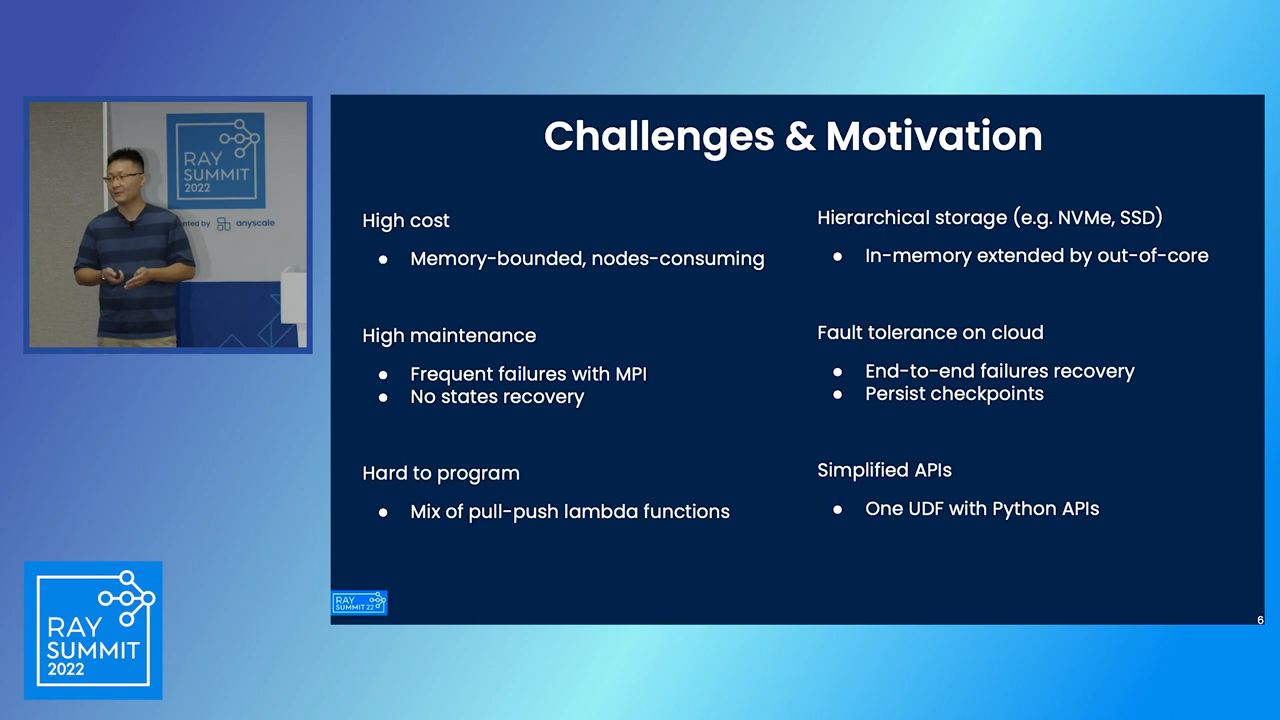 RAY
SUMMIT
2022
anyscale
Challenges & Motivation
High cost
● Memory-bounded, nodes-consuming
High maintenance
● Frequent failures with MPI
● No states recovery
Hard to program
● Mix of pull-push lambda functions
Hierarchical storage (e.g. NVMe, SSD)
● In-memory extended by out-of-core
Fault tolerance on cloud
● End-to-end failures recovery
● Persist checkpoints
Simplified APIs
● One UDF with Python APIs
RAY
SUMMIT 22
6
RAY
SUMMIT
2022